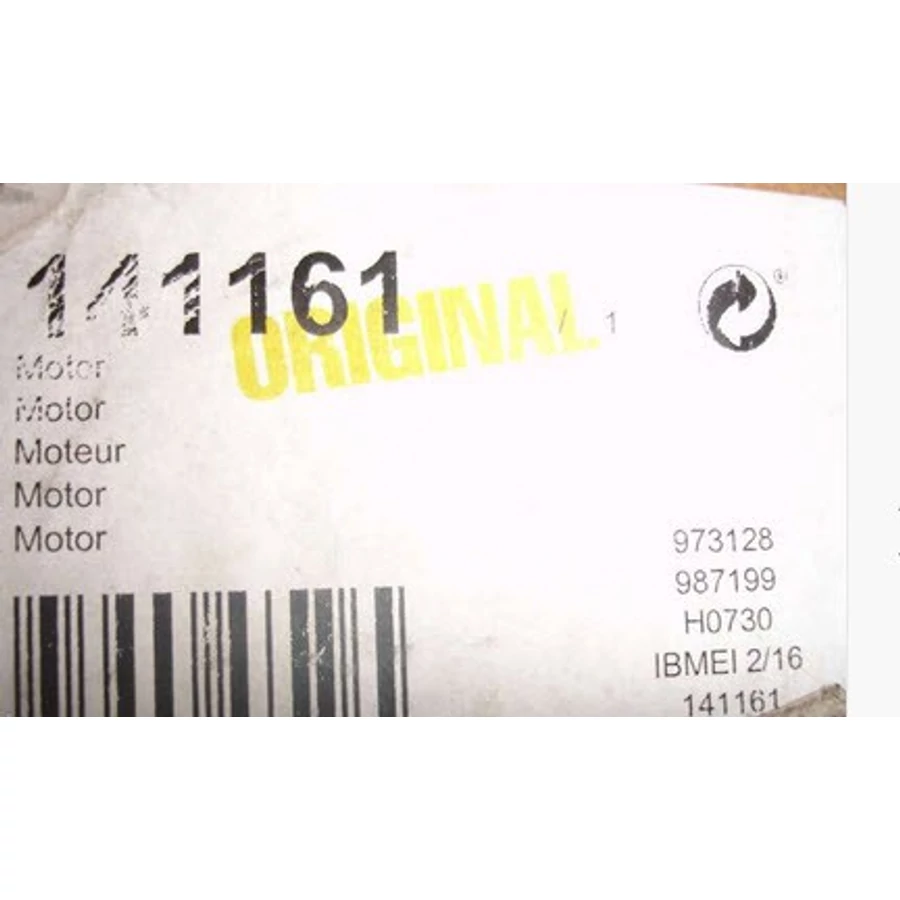 141161
ORIGINAL / 1
®
Motor
Motor
Moteur
Motor
Motor
973128
987199
H0730
IBMEI 2/16
141161